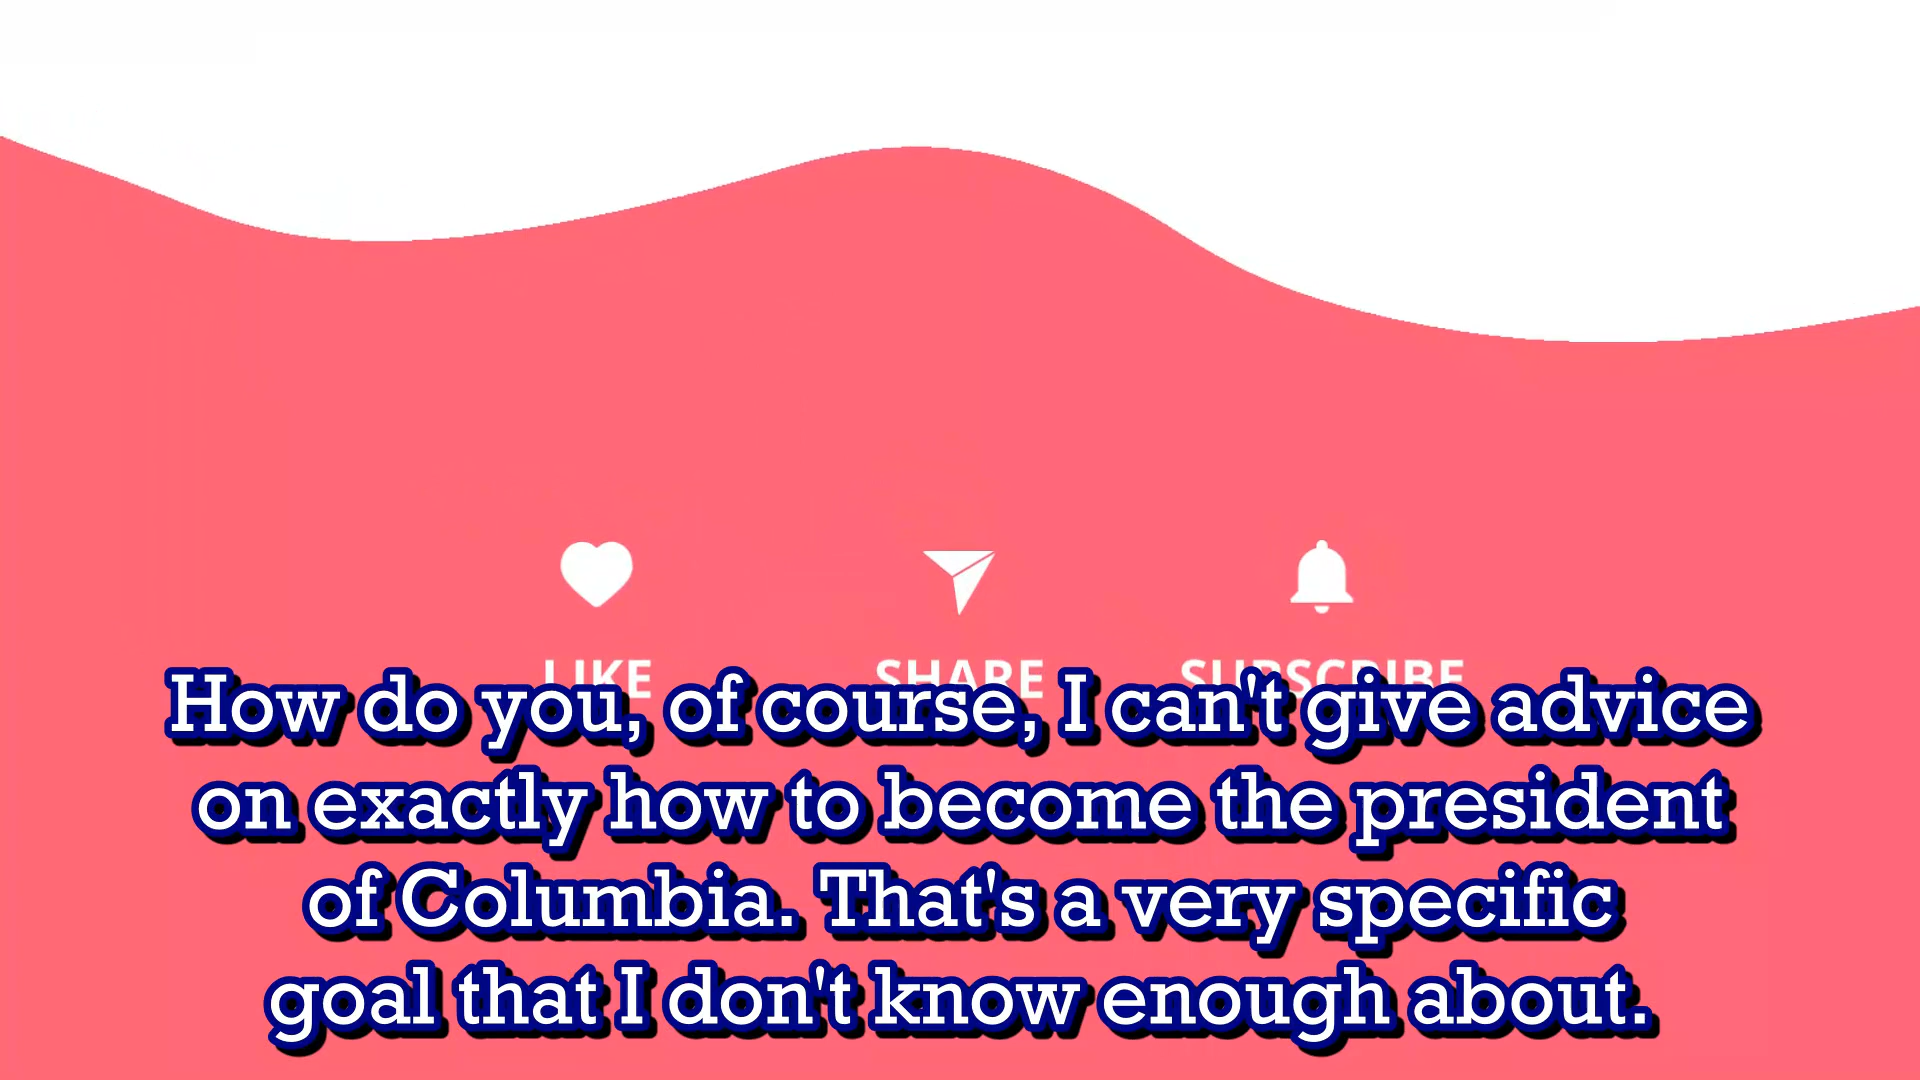 LIKE SHARE SUBSCRIBE
How do you, of course, I can't give advice
on exactly how to become the president
of Columbia. That's a very specific
goal that I don't know enough about.